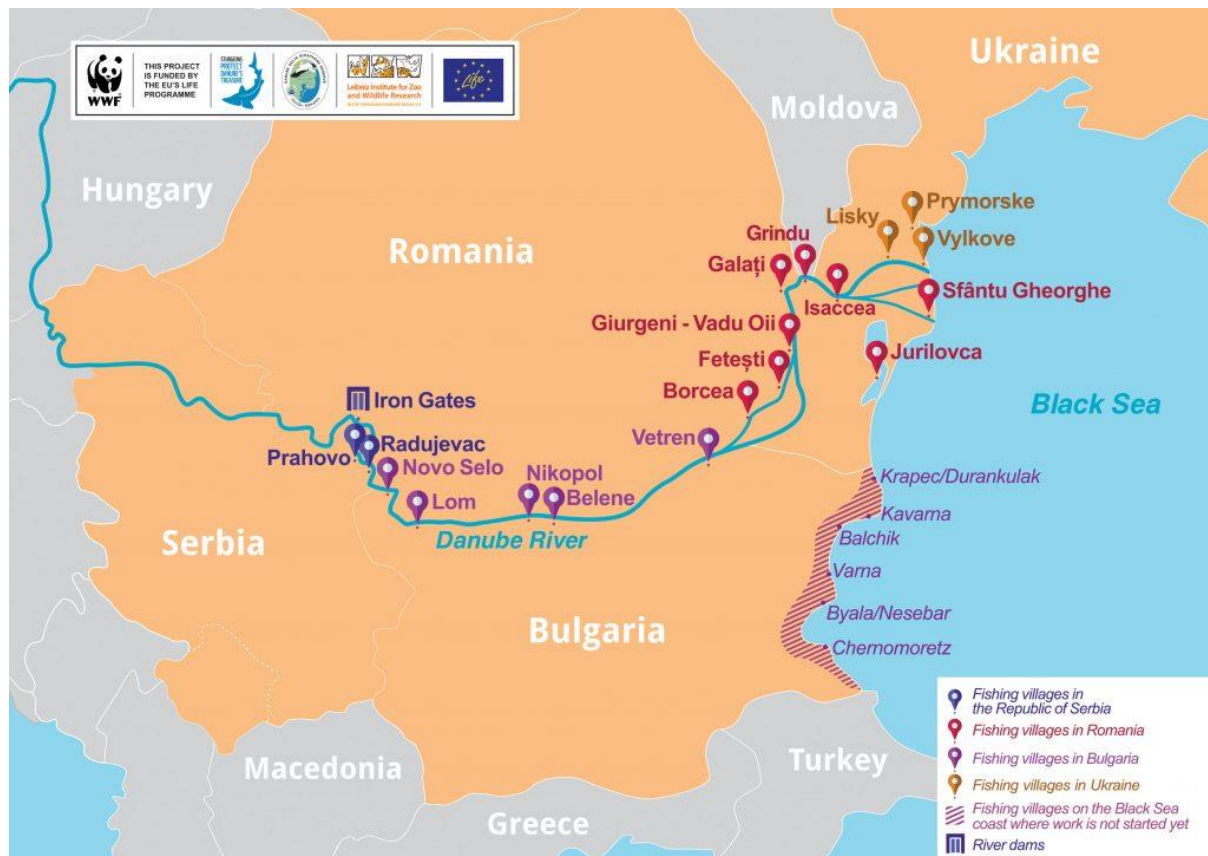 WWF
THIS PROJECT
IS FUNDED BY
THE EU'S LIFE
PROGRAMME
STURGEONS
PROTECT
DANUBE'S
TREASURE
Leibniz Institute for Zoo
and Wildlife Research
Life
Ukraine
Moldova
Hungary
Romania
Prymorske
Lisky
Vylkove
Grindu
Galați
Isaccea
Sfântu Gheorghe
Giurgeni - Vadu Oii
Fetești
Jurilovca
Borcea
Black Sea
Iron Gates
Vetren
Prahovo
Radujevac
Novo Selo
Nikopol
Krapec/Durankulak
Lom
Belene
Kavarna
Serbia
Danube River
Balchik
Varna
Byala/Nesebar
Bulgaria
Chernomoretz
Macedonia
Turkey
Greece
Fishing villages in
the Republic of Serbia
Fishing villages in Romania
Fishing villages in Bulgaria
Fishing villages in Ukraine
Fishing villages on the Black Sea
coast where work is not started yet
River dams